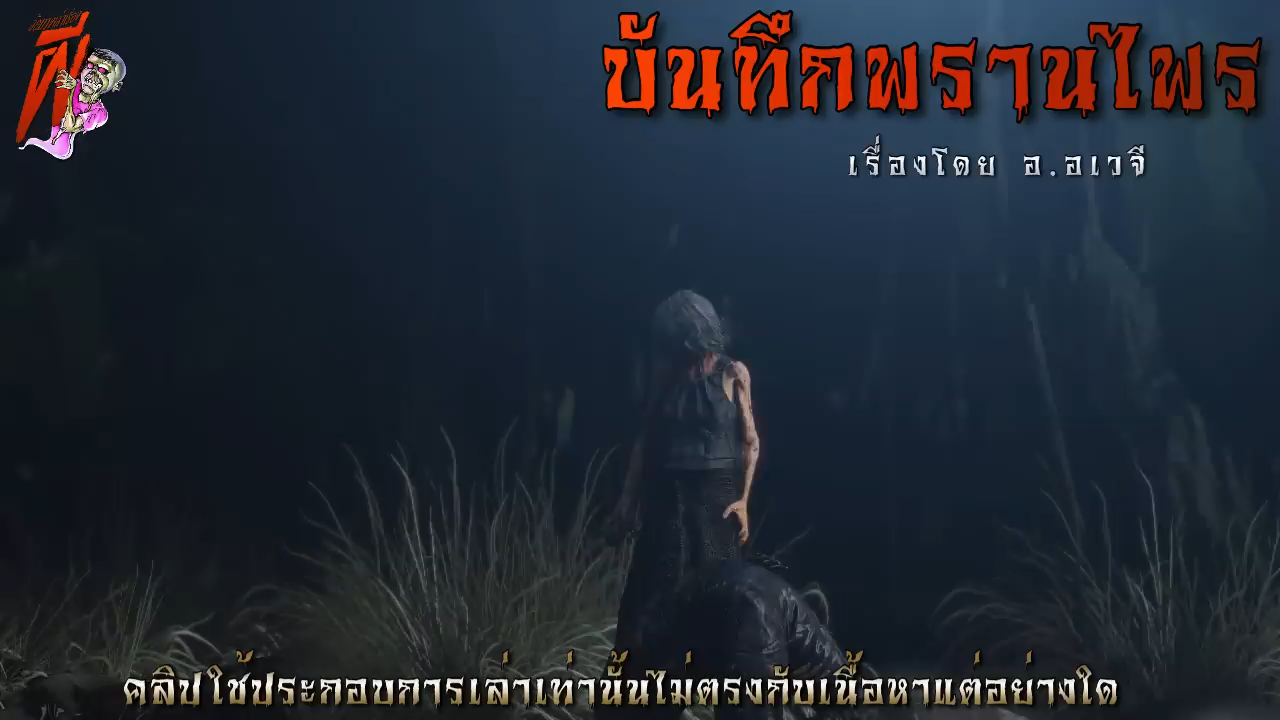 ผี
บันทึกพรานไพร
เรื่องโดย อ.อเวจี
คลิปใช้ประกอบการเล่าเท่านั้นไม่ตรงกับเนื้อหาแต่อย่างใด